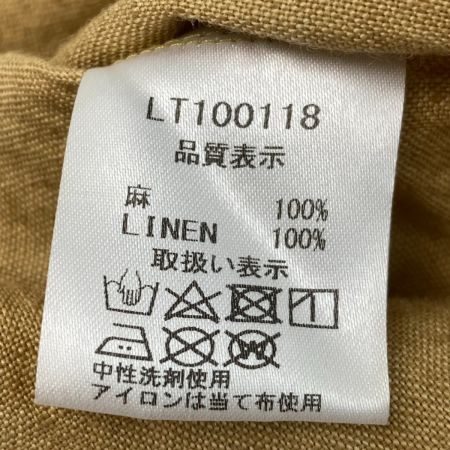 LT100118
品質表示
麻 100%
LINEN 100%
取扱い表示
W
中性洗剤使用
アイロンは当て布使用